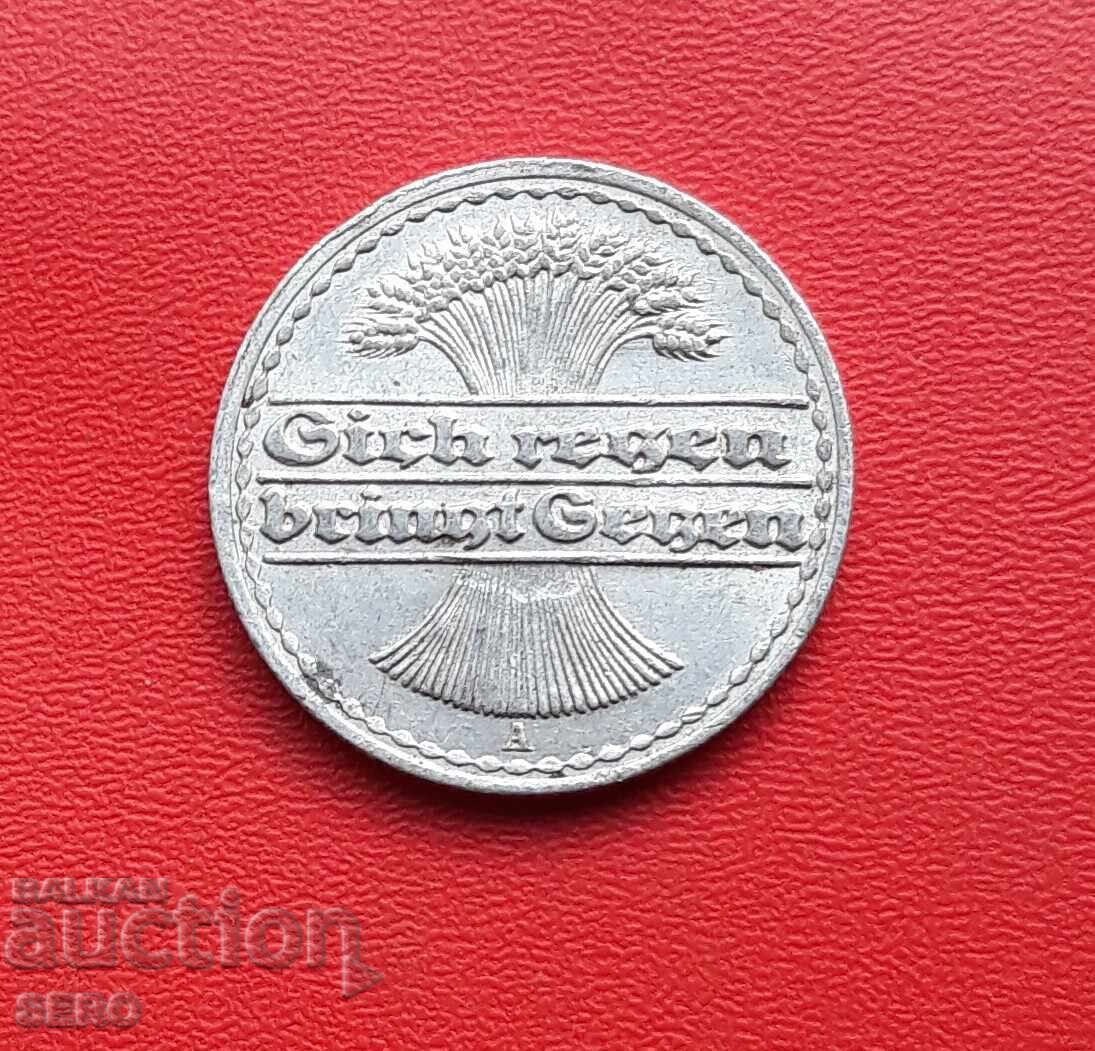 Sich regen
bringt Segen
A
BALKAN
auction
SERO